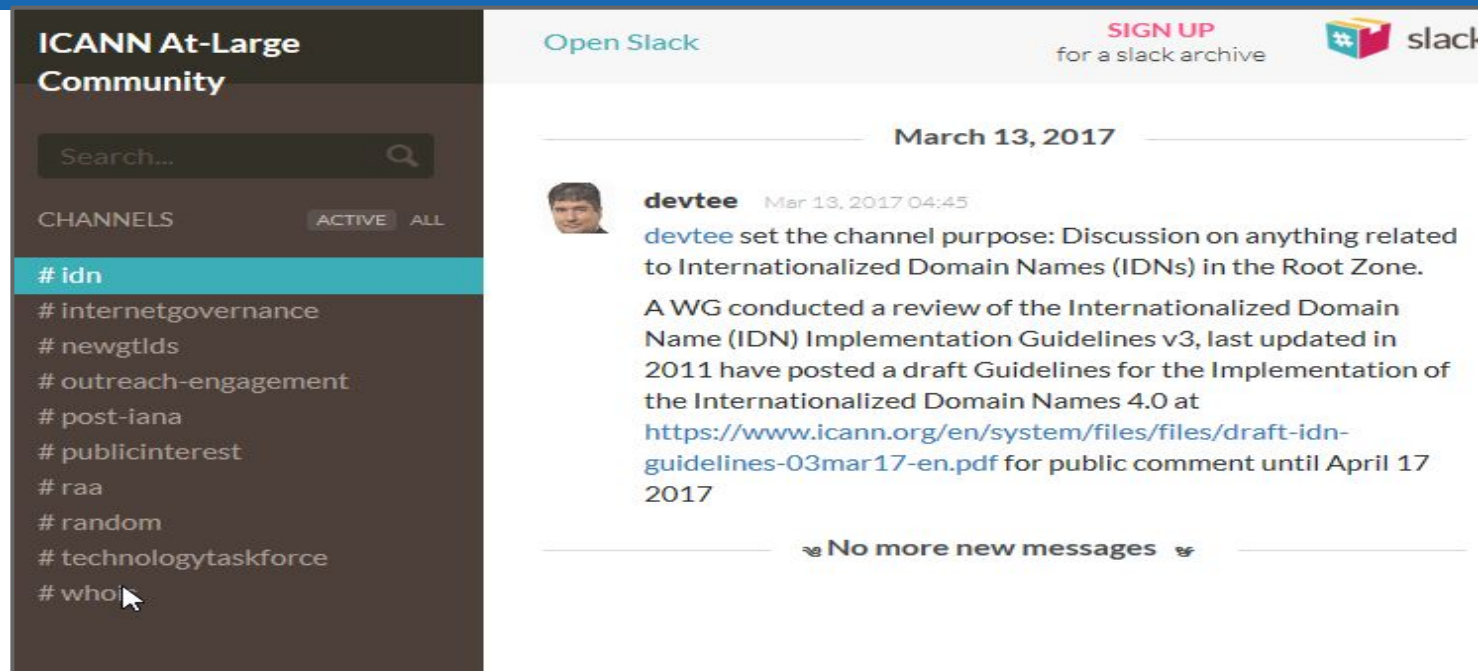 ICANN At-Large
Community
Search...
CHANNELS ACTIVE ALL
# idn
# internetgovernance
# newgtlds
# outreach-engagement
# post-iana
# publicinterest
# raa
# random
# technologytaskforce
Open Slack
SIGN UP
for a slack archive
#
March 13, 2017
devtee Mar 13, 2017 04:45
devtee set the channel purpose: Discussion on anything related
to Internationalized Domain Names (IDNs) in the Root Zone.
A WG conducted a review of the Internationalized Domain
Name (IDN) Implementation Guidelines v3, last updated in
2011 have posted a draft Guidelines for the Implementation of
the Internationalized Domain Names 4.0 at
https://www.icann.org/en/system/files/files/draft-idn-
guidelines-03mar17-en.pdf for public comment until April 17
2017
No more new messages